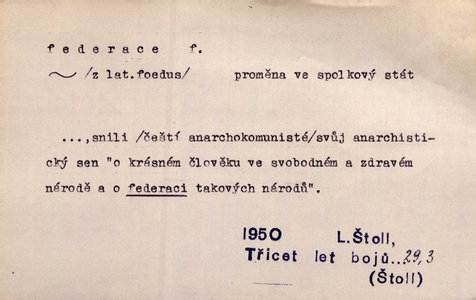 federace f.
~ /z lat.foedus/ proměna ve spolkový stát
...,snili /čeští anarchokomunisté/svůj anarchisti-
cký sen "o krásném člověku ve svobodném a zdravém
národě a o federaci takových národů".
1950 L.Štoll,
Třicet let bojů..29,3
(Štoll)